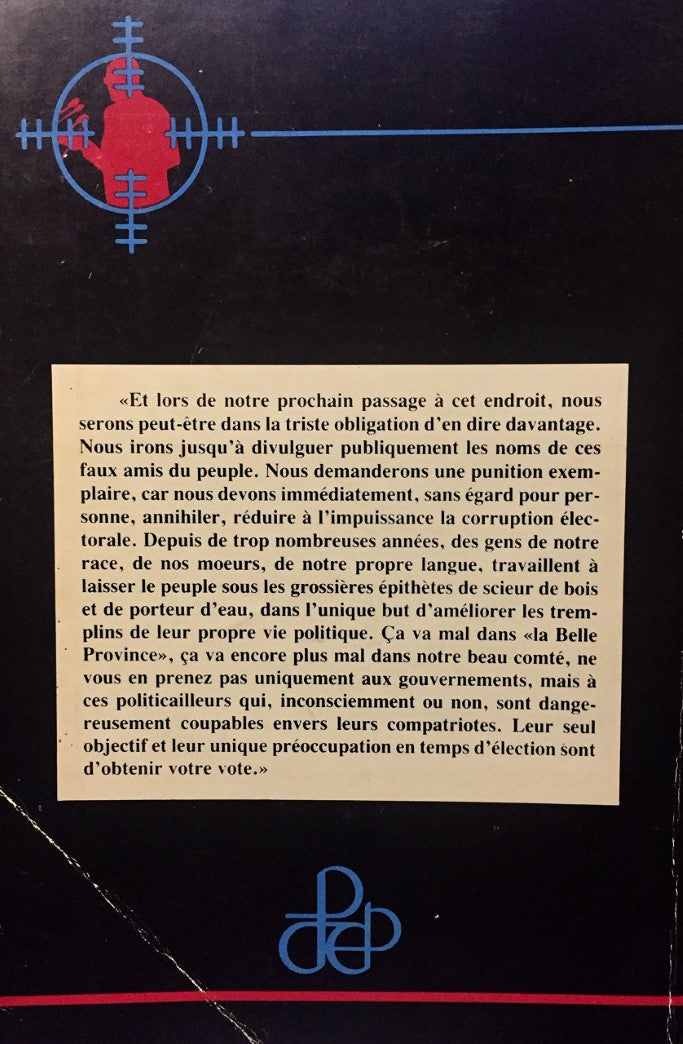 «Et lors de notre prochain passage à cet endroit, nous
serons peut-être dans la triste obligation d'en dire davantage.
Nous irons jusqu'à divulguer publiquement les noms de ces
faux amis du peuple. Nous demanderons une punition exem-
plaire, car nous devons immédiatement, sans égard pour per-
sonne, annihiler, réduire à l'impuissance la corruption élec-
torale. Depuis de trop nombreuses années, des gens de notre
race, de nos moeurs, de notre propre langue, travaillent à
laisser le peuple sous les grossières épithètes de scieur de bois
et de porteur d'eau, dans l'unique but d'améliorer les trem-
plins de leur propre vie politique. Ça va mal dans «la Belle
Province», ça va encore plus mal dans notre beau comté, ne
vous en prenez pas uniquement aux gouvernements, mais à
ces politicailleurs qui, inconsciemment ou non, sont dange-
reusement coupables envers leurs compatriotes. Leur seul
objectif et leur unique préoccupation en temps d'élection sont
d'obtenir votre vote.»